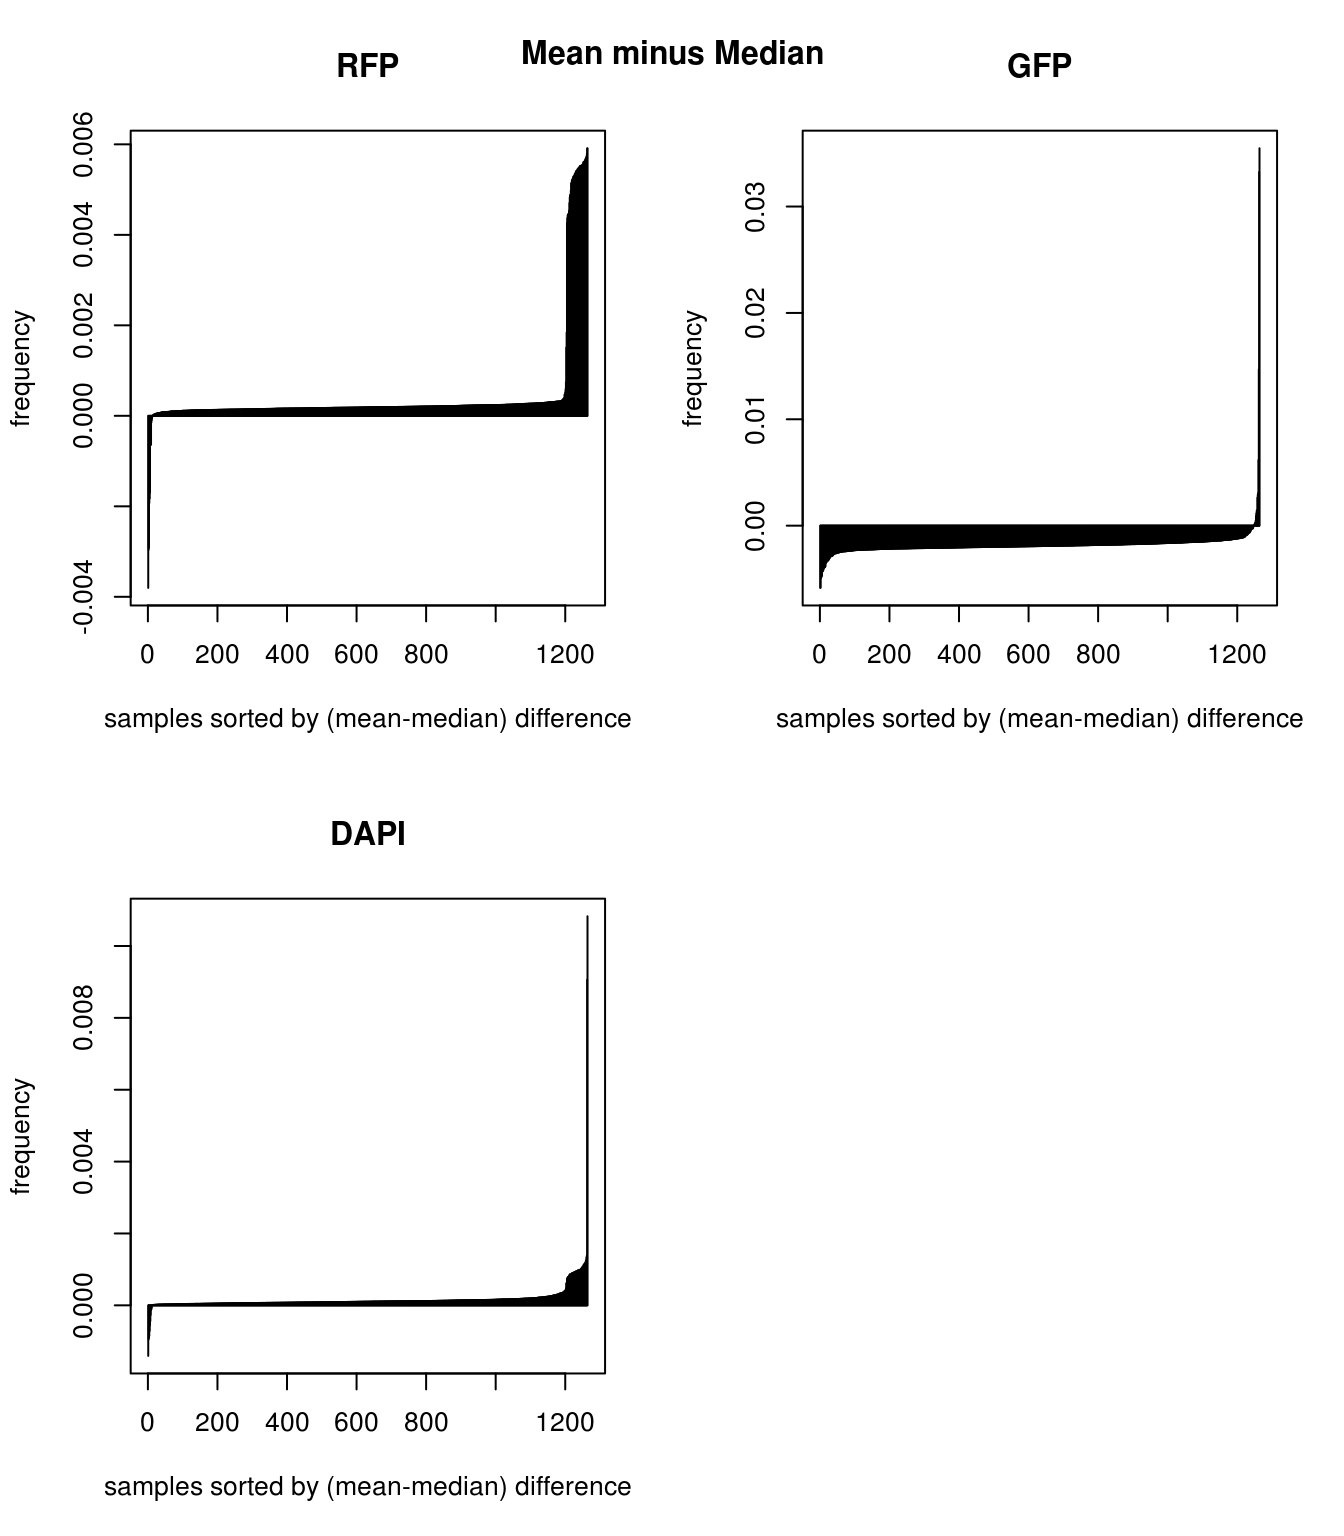 Mean minus Median
RFP
frequency
0.006
0.004
0.002
0.000
-0.004
0 200 400 600 800 1200
samples sorted by (mean-median) difference
GFP
frequency
0.03
0.02
0.01
0.00
0 200 400 600 800 1200
samples sorted by (mean-median) difference
DAPI
frequency
0.008
0.004
0.000
0 200 400 600 800 1200
samples sorted by (mean-median) difference